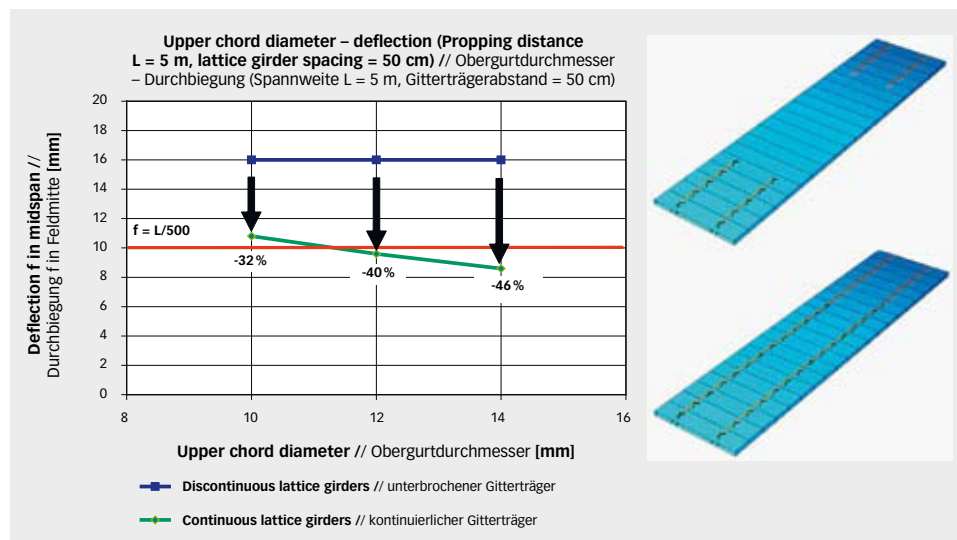 Upper chord diameter – deflection (Propping distance
L = 5 m, lattice girder spacing = 50 cm) // Obergurtdurchmesser
– Durchbiegung (Spannweite L = 5 m, Gitterträgerabstand = 50 cm)
Deflection f in midspan //
Durchbiegung f in Feldmitte [mm]
20
18
16
14
12
10
8
6
4
2
0
f = L/500
-32 %
-40 %
-46 %
8 10 12 14 16
Upper chord diameter // Obergurtdurchmesser [mm]
Discontinuous lattice girders // unterbrochener Gitterträger
Continuous lattice girders // kontinuierlicher Gitterträger